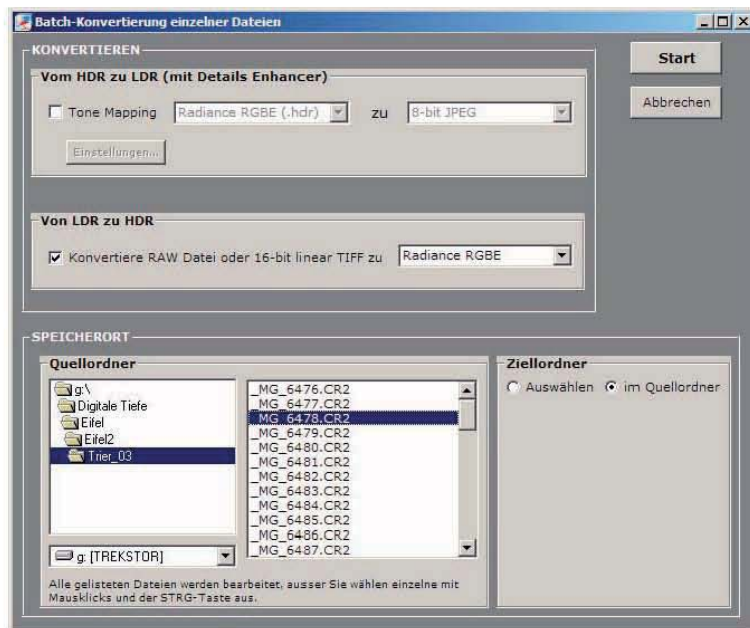 Batch-Konvertierung einzelner Dateien
KONVERTIEREN
Vom HDR zu LDR (mit Details Enhancer)
Tone Mapping
Radiance RGBE (.hdr)
zu
8-bit JPEG
Einstellungen...
Start
Abbrechen
Von LDR zu HDR
Konvertiere RAW Datei oder 16-bit linear TIFF zu
Radiance RGBE
SPEICHERORT
Quellordner
g:\
Digitale Tiefe
Eifel
Eifel2
Trier_03
g: [TREKSTOR]
_MG_6476.CR2
_MG_6477.CR2
_MG_6478.CR2
_MG_6479.CR2
_MG_6480.CR2
_MG_6481.CR2
_MG_6482.CR2
_MG_6483.CR2
_MG_6484.CR2
_MG_6485.CR2
_MG_6486.CR2
_MG_6487.CR2
Alle gelisteten Dateien werden bearbeitet, ausser Sie wählen einzelne mit
Mausklicks und der STRG-Taste aus.
Ziellordner
Auswählen
im Quellordner